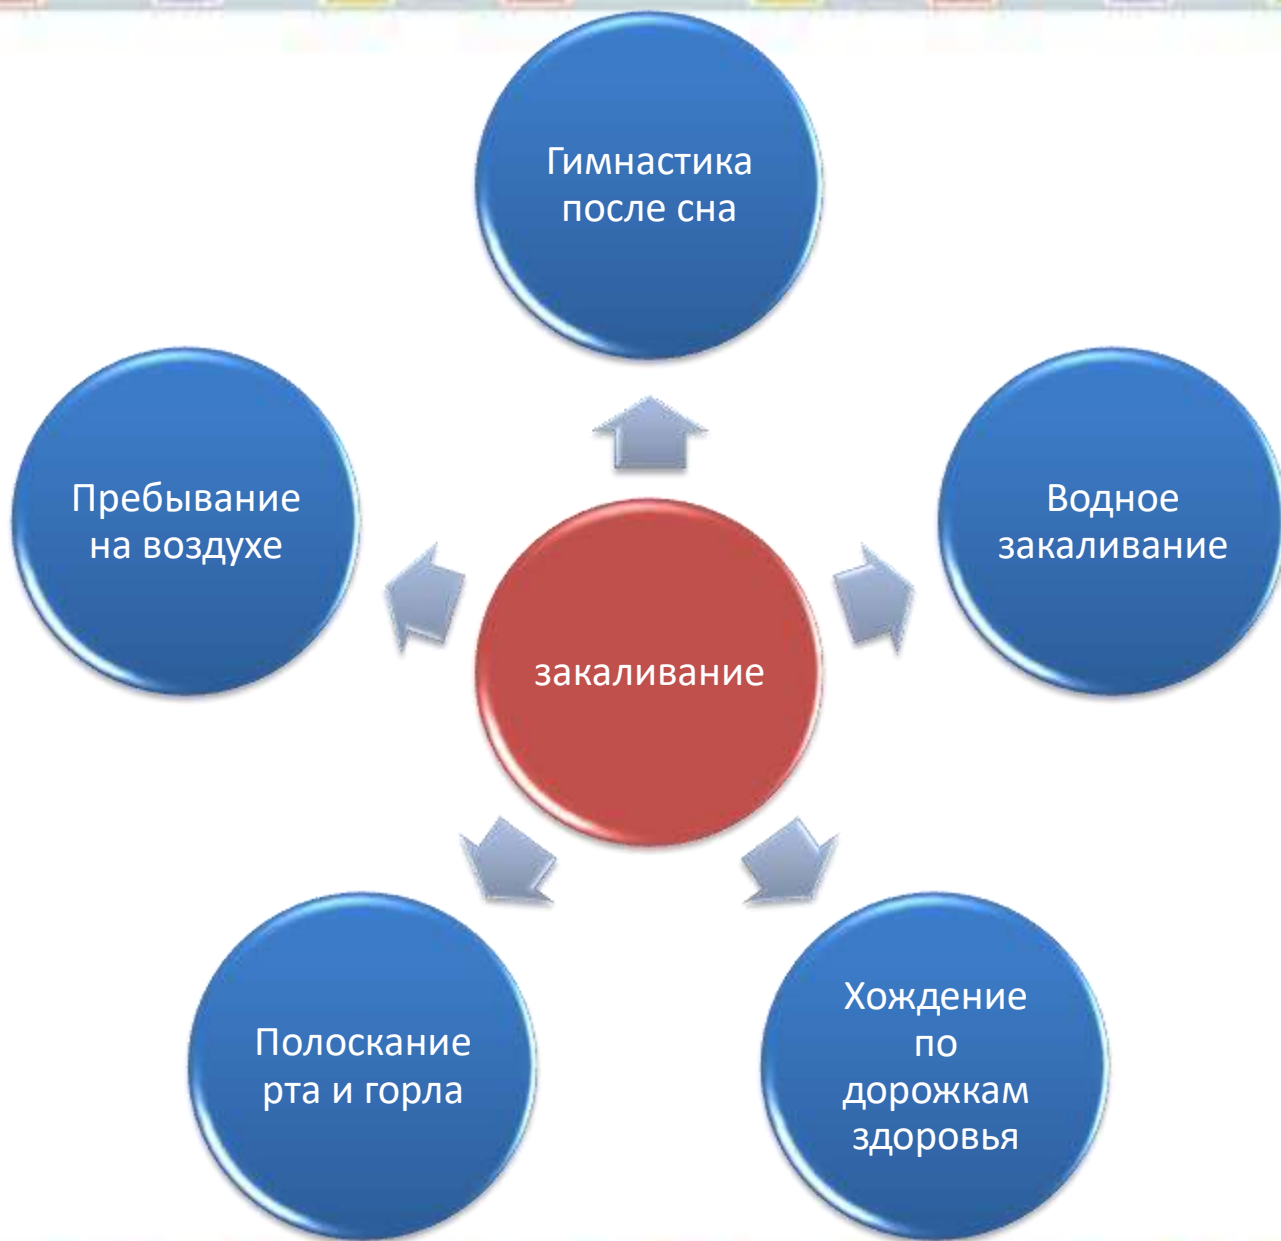 Гимнастика
после сна
Пребывание
на воздухе
Водное
закаливание
закаливание
Полоскание
рта и горла
Хождение
по
дорожкам
здоровья